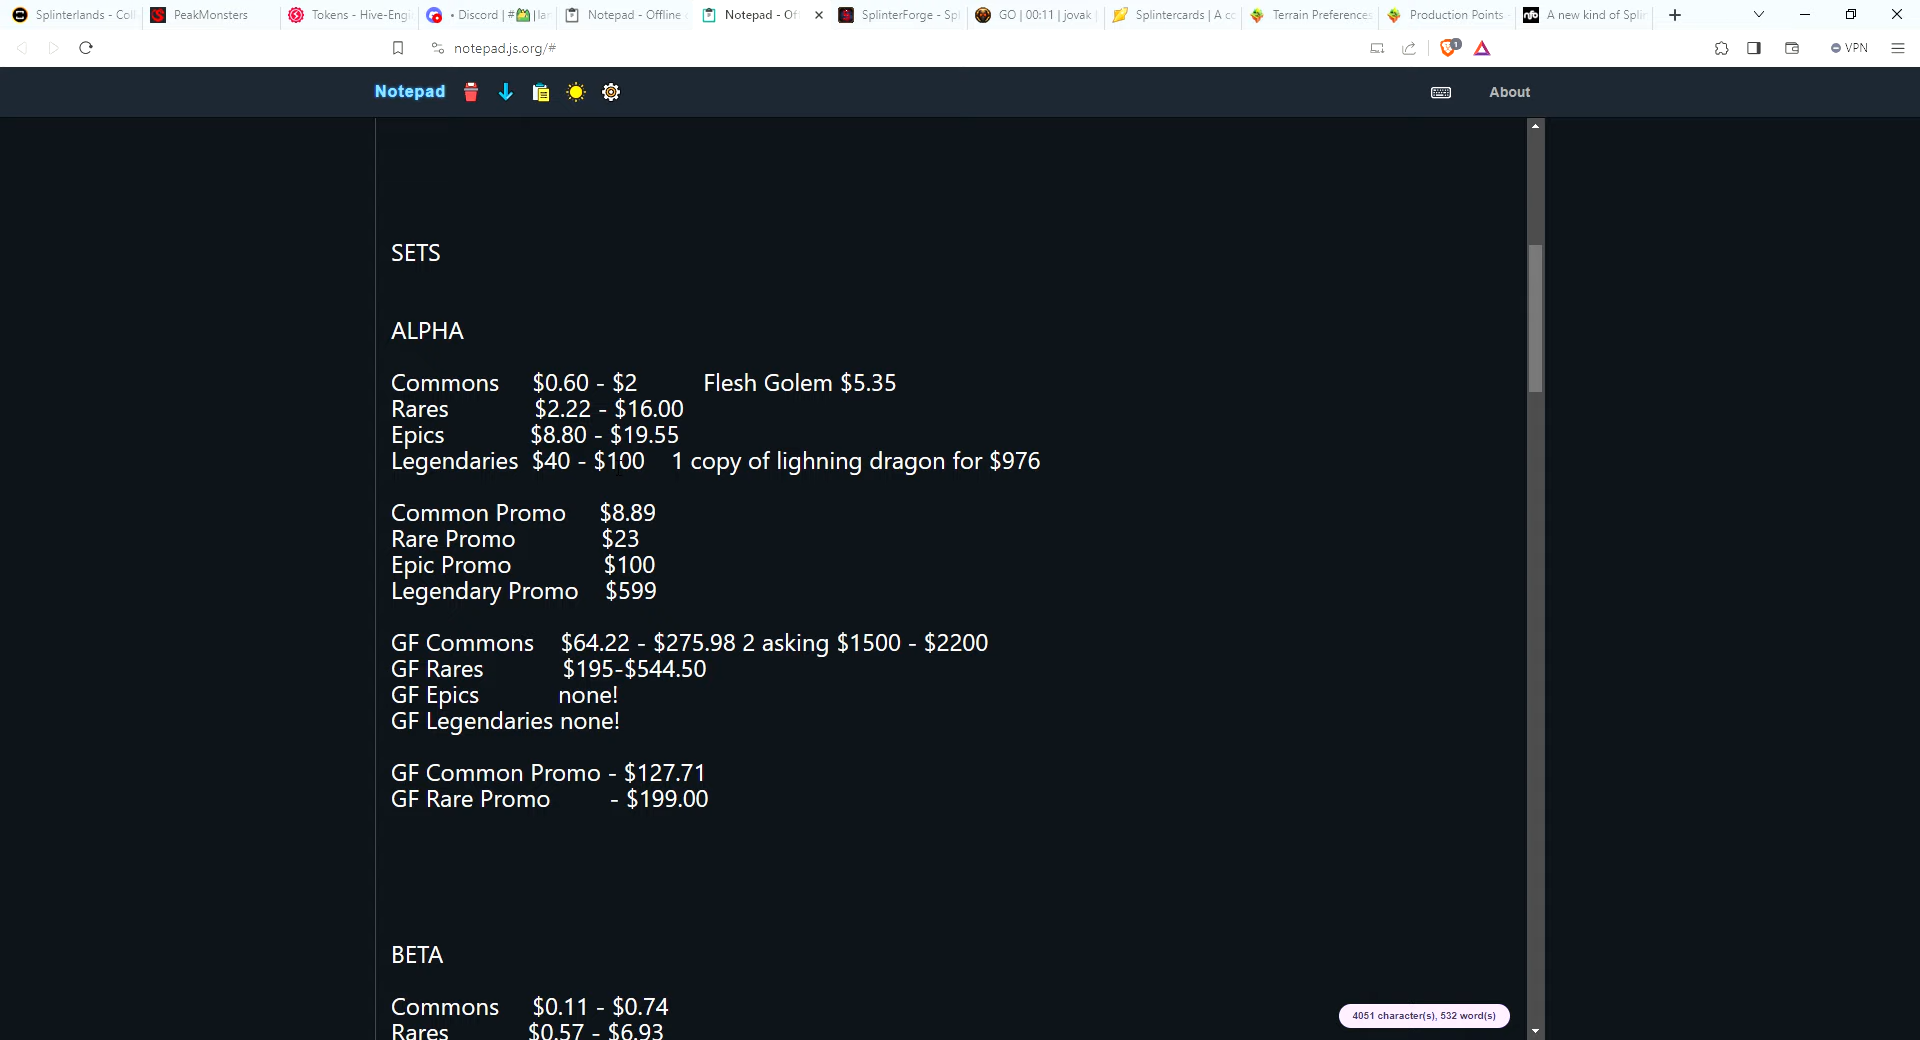 Splinterlands - Coll
PeakMonsters
Tokens - Hive-Engi
• Discord | # |lan
Notepad - Offline
Notepad - Of
SplinterForge - Spl
GO | 00:11 | jovak
Splintercards | A co
Terrain Preferences
Production Points
A new kind of Splin
notepad.js.org/#
1
VPN
Notepad
About
SETS
ALPHA
Commons $0.60 - $2 Flesh Golem $5.35
Rares $2.22 - $16.00
Epics $8.80 - $19.55
Legendaries $40 - $100 1 copy of lighning dragon for $976
Common Promo $8.89
Rare Promo $23
Epic Promo $100
Legendary Promo $599
GF Commons $64.22 - $275.98 2 asking $1500 - $2200
GF Rares $195-$544.50
GF Epics none!
GF Legendaries none!
GF Common Promo - $127.71
GF Rare Promo - $199.00
BETA
Commons $0.11 - $0.74
Rares $0.57 - $6.93
4051 character(s), 532 word(s)